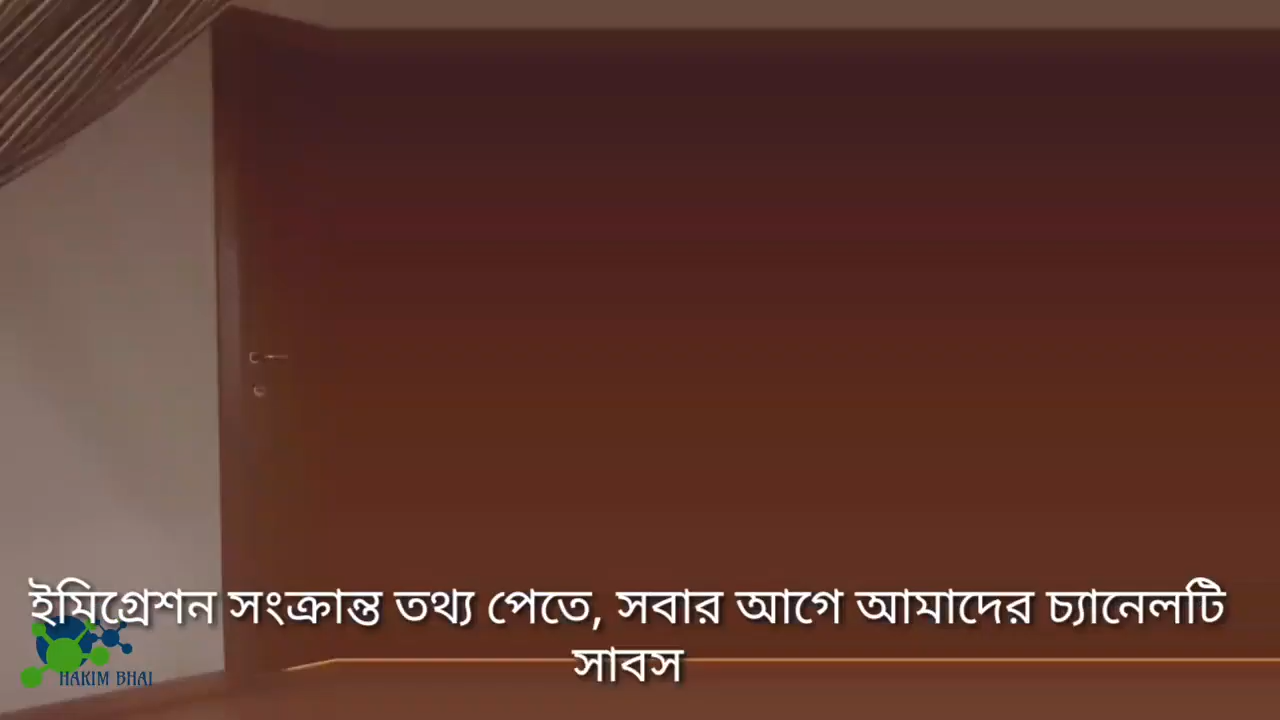 ইমিগ্রেশন সংক্রান্ত তথ্য পেতে, সবার আগে আমাদের চ্যানেলটি
সাবস
HAKIM BHAI